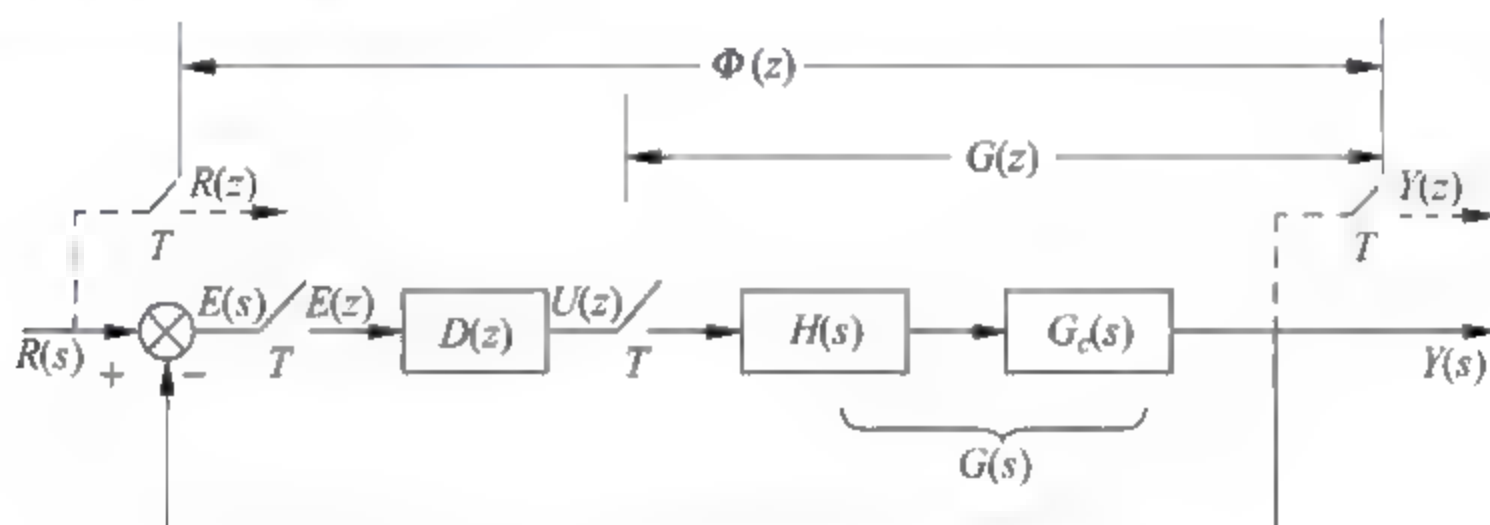 Φ(z)
G(z)
R(z)
Y(z)
T
T
E(s)
E(z)
D(z)
U(z)
H(s)
G_c(s)
R(s)
+
−
T
T
Y(s)
G(s)